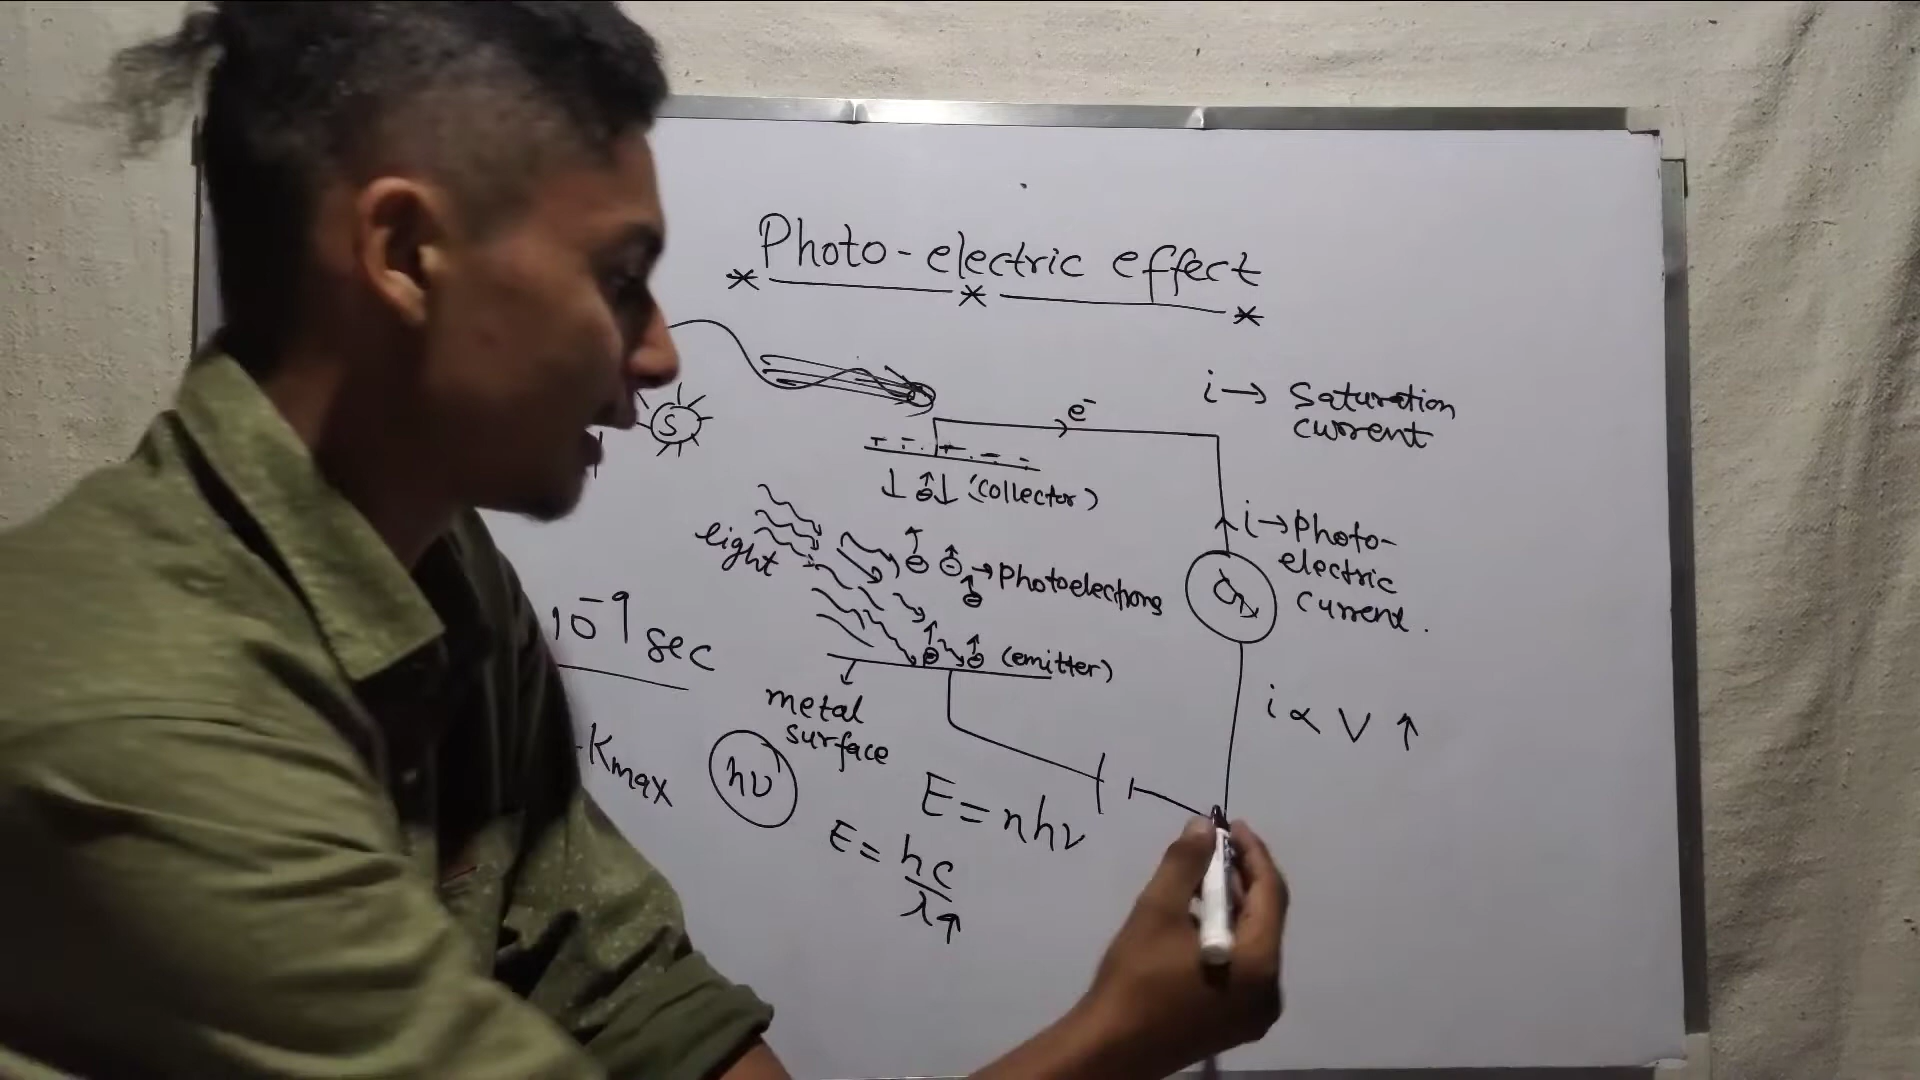 Photo-electric effect
S
e⁻
i → Saturation
current
(collector)
light
→ Photoelectrons
i → Photo-
electric
current.
10⁻⁹ sec
(emitter)
metal
surface
i ∝ V ↑
-Kmax
hν
E = nhν
E = hc
λ↑